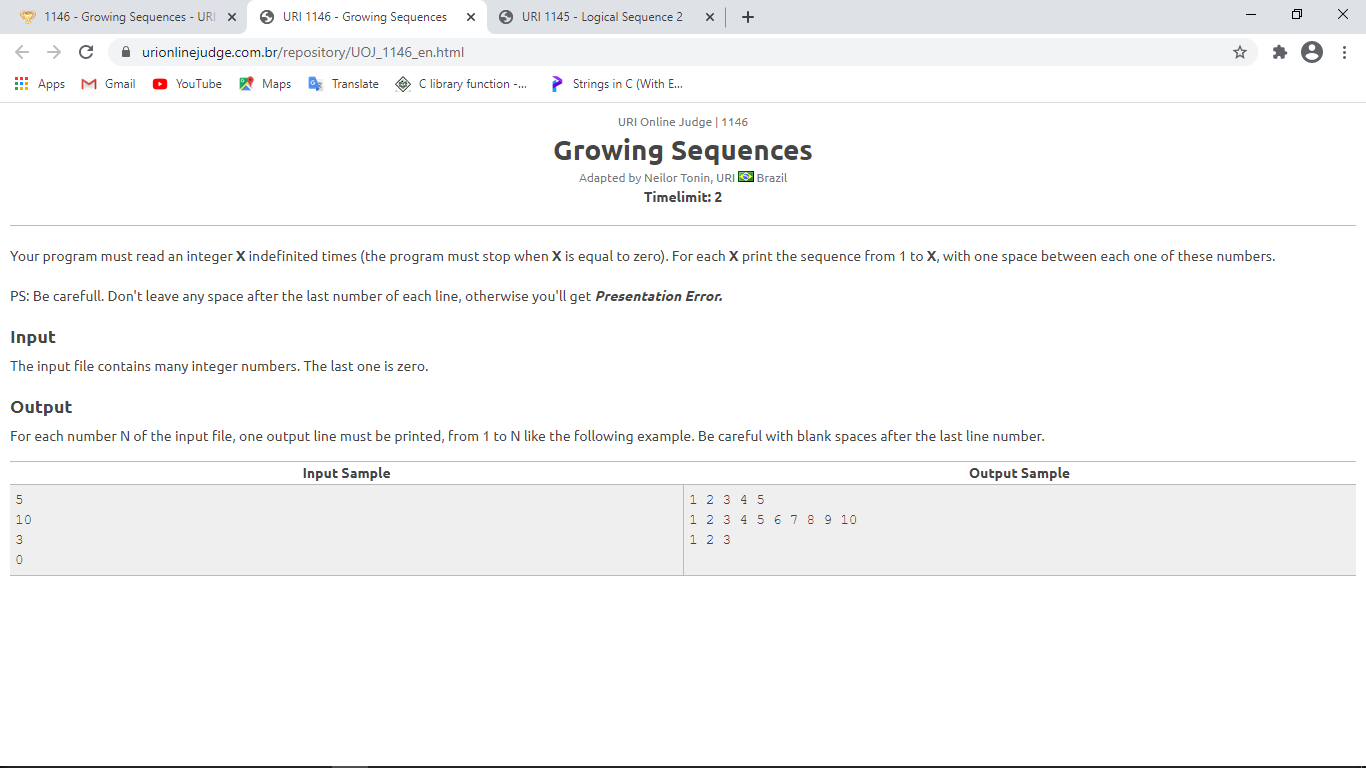 1146 - Growing Sequences - URI
URI 1146 - Growing Sequences
URI 1145 - Logical Sequence 2
urionlinejudge.com.br/repository/UOJ_1146_en.html
Apps
Gmail
YouTube
Maps
Translate
C library function -...
Strings in C (With E...
URI Online Judge | 1146
Growing Sequences
Adapted by Neilor Tonin, URI Brazil
Timelimit: 2
Your program must read an integer X indefinited times (the program must stop when X is equal to zero). For each X print the sequence from 1 to X, with one space between each one of these numbers.
PS: Be carefull. Don't leave any space after the last number of each line, otherwise you'll get Presentation Error.
Input
The input file contains many integer numbers. The last one is zero.
Output
For each number N of the input file, one output line must be printed, from 1 to N like the following example. Be careful with blank spaces after the last line number.
Input Sample
Output Sample
5
10
3
0
1 2 3 4 5
1 2 3 4 5 6 7 8 9 10
1 2 3